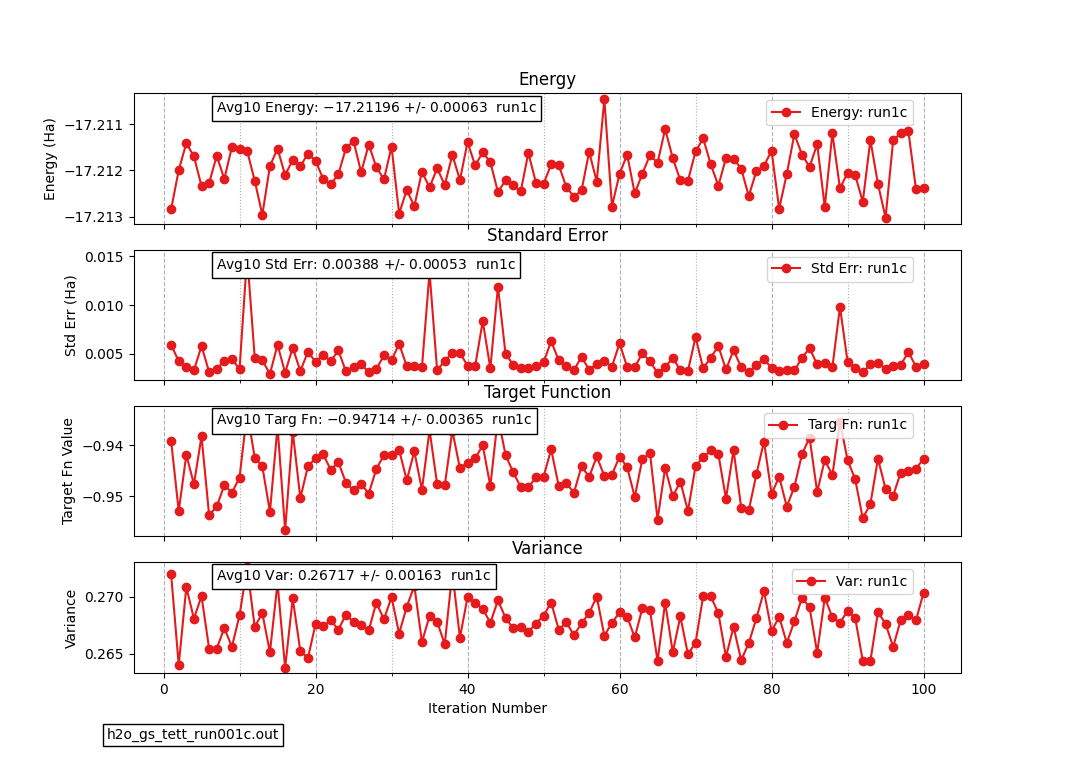 Energy
Avg10 Energy: −17.21196 +/- 0.00063  run1c
Energy: run1c
Energy (Ha)
−17.211
−17.212
−17.213
Standard Error
Avg10 Std Err: 0.00388 +/- 0.00053  run1c
Std Err: run1c
Std Err (Ha)
0.015
0.010
0.005
Target Function
Avg10 Targ Fn: −0.94714 +/- 0.00365  run1c
Targ Fn: run1c
Target Fn Value
−0.94
−0.95
Variance
Avg10 Var: 0.26717 +/- 0.00163  run1c
Var: run1c
Variance
0.270
0.265
0 20 40 60 80 100
Iteration Number
h2o_gs_tett_run001c.out